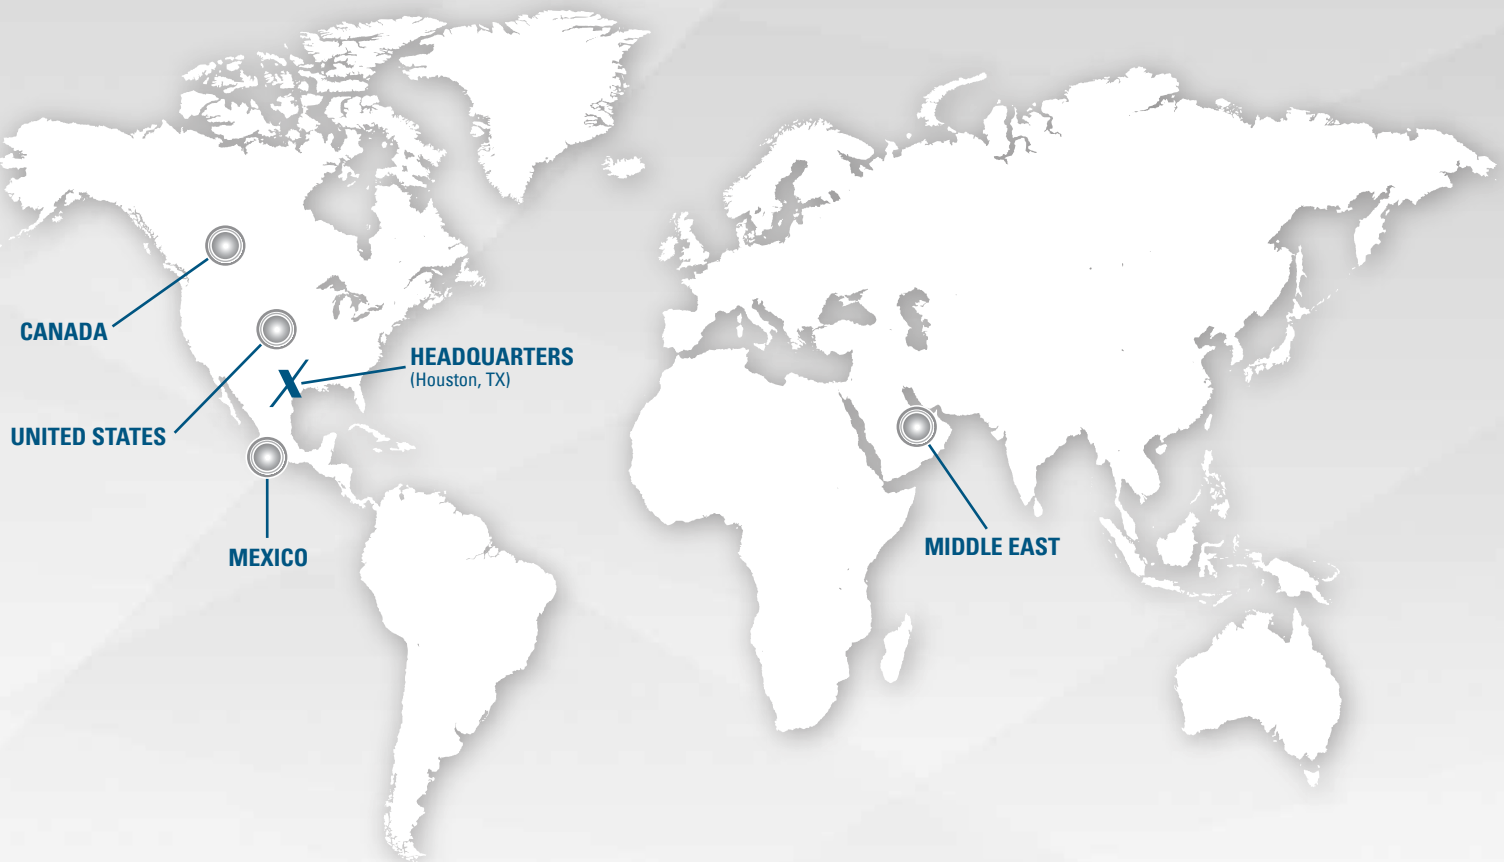 CANADA
HEADQUARTERS
(Houston, TX)
UNITED STATES
MEXICO
MIDDLE EAST